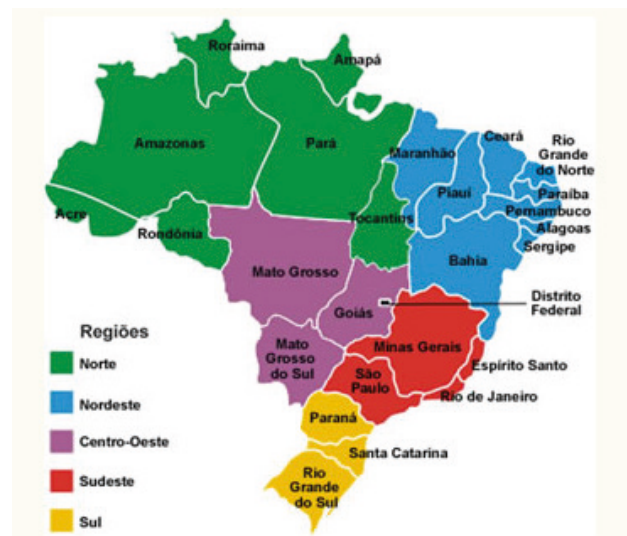 Roraima
Amapá
Amazonas
Pará
Maranhão
Ceará
Rio
Grande
do Norte
Piauí
Paraíba
Pernambuco
Acre
Tocantins
Alagoas
Rondônia
Sergipe
Bahia
Mato Grosso
Distrito
Federal
Goiás
Regiões
Norte
Nordeste
Centro-Oeste
Sudeste
Sul
Mato
Grosso
do Sul
Minas Gerais
Espírito Santo
São
Paulo
Rio de Janeiro
Paraná
Santa Catarina
Rio
Grande
do Sul